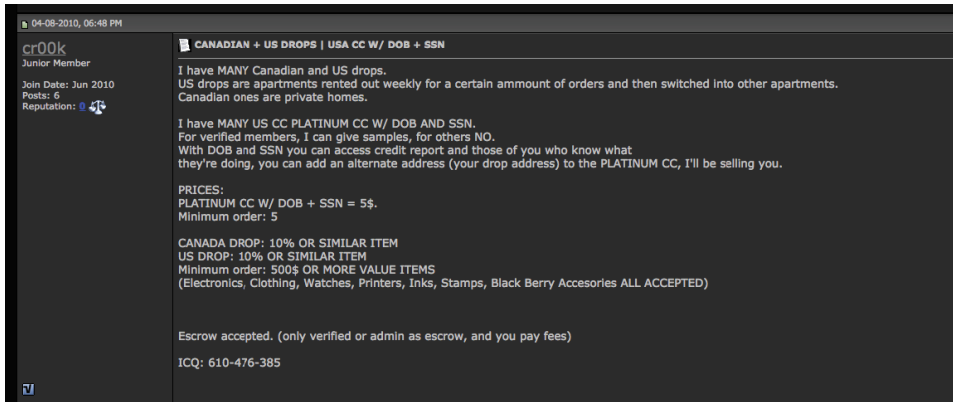 04-08-2010, 06:48 PM
cr00k
Junior Member
Join Date: Jun 2010
Posts: 6
Reputation: 0
CANADIAN + US DROPS | USA CC W/ DOB + SSN
I have MANY Canadian and US drops.
US drops are apartments rented out weekly for a certain ammount of orders and then switched into other apartments.
Canadian ones are private homes.
I have MANY US CC PLATINUM CC W/ DOB AND SSN.
For verified members, I can give samples, for others NO.
With DOB and SSN you can access credit report and those of you who know what
they're doing, you can add an alternate address (your drop address) to the PLATINUM CC, I'll be selling you.
PRICES:
PLATINUM CC W/ DOB + SSN = 5$.
Minimum order: 5
CANADA DROP: 10% OR SIMILAR ITEM
US DROP: 10% OR SIMILAR ITEM
Minimum order: 500$ OR MORE VALUE ITEMS
(Electronics, Clothing, Watches, Printers, Inks, Stamps, Black Berry Accesories ALL ACCEPTED)
Escrow accepted. (only verified or admin as escrow, and you pay fees)
ICQ: 610-476-385